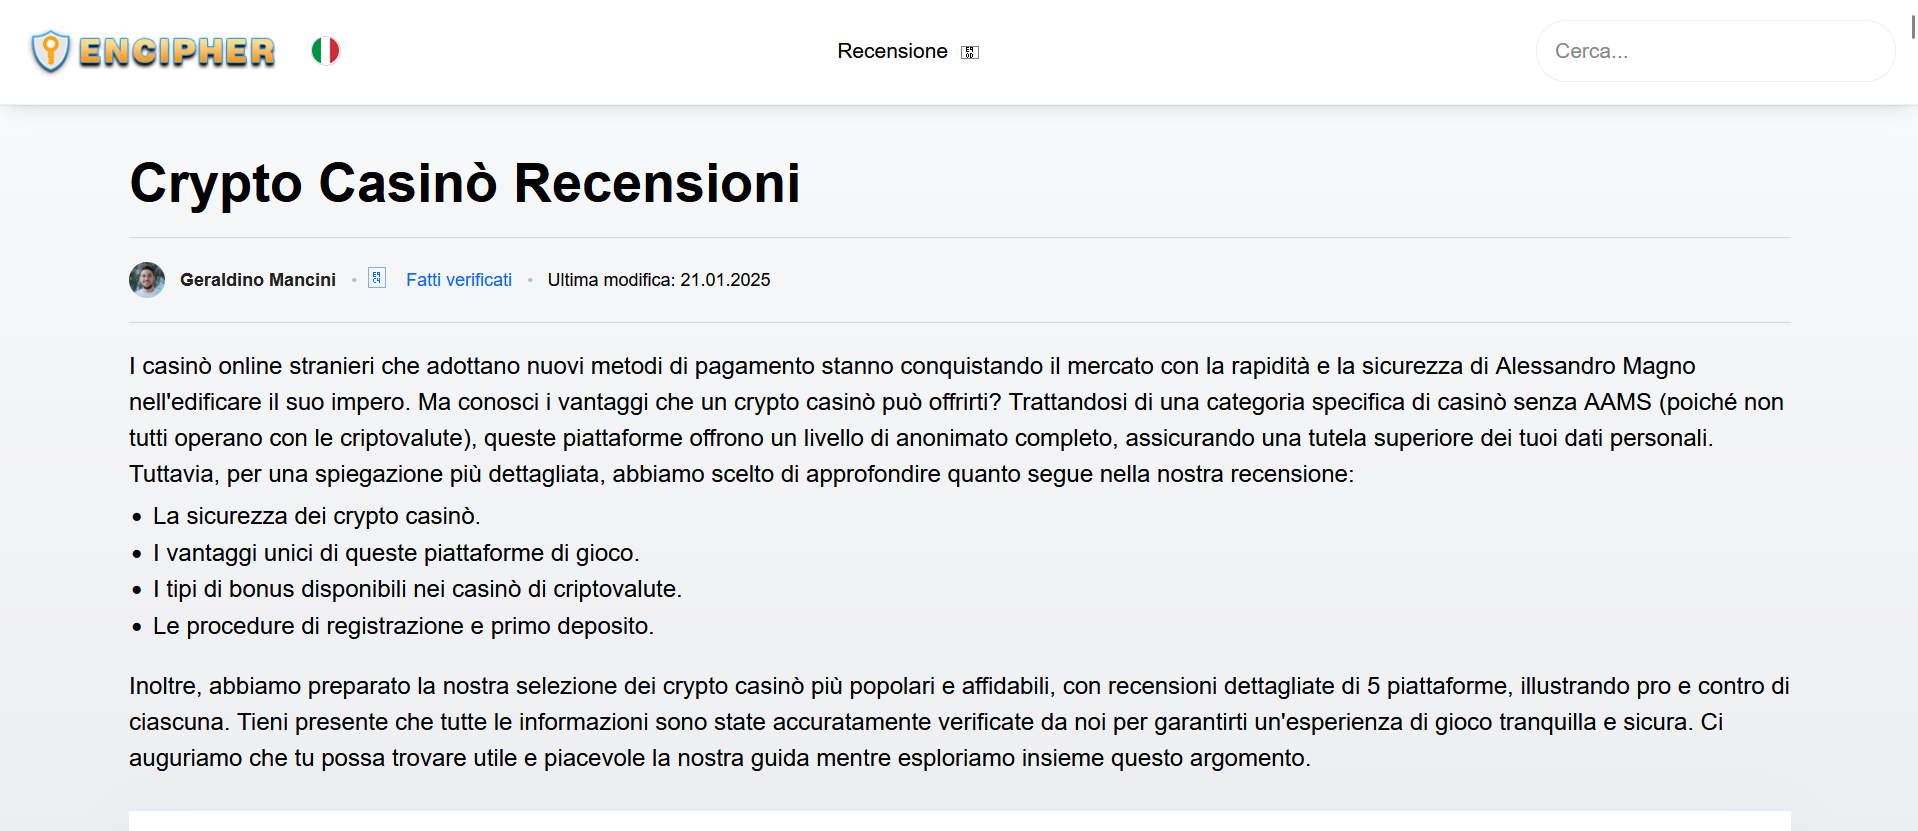 ENCIPHER
Recensione
Cerca...
Crypto Casinò Recensioni
Geraldino Mancini • Fatti verificati • Ultima modifica: 21.01.2025
I casinò online stranieri che adottano nuovi metodi di pagamento stanno conquistando il mercato con la rapidità e la sicurezza di Alessandro Magno
nell'edificare il suo impero. Ma conosci i vantaggi che un crypto casinò può offrirti? Trattandosi di una categoria specifica di casinò senza AAMS (poiché non
tutti operano con le criptovalute), queste piattaforme offrono un livello di anonimato completo, assicurando una tutela superiore dei tuoi dati personali.
Tuttavia, per una spiegazione più dettagliata, abbiamo scelto di approfondire quanto segue nella nostra recensione:
• La sicurezza dei crypto casinò.
• I vantaggi unici di queste piattaforme di gioco.
• I tipi di bonus disponibili nei casinò di criptovalute.
• Le procedure di registrazione e primo deposito.
Inoltre, abbiamo preparato la nostra selezione dei crypto casinò più popolari e affidabili, con recensioni dettagliate di 5 piattaforme, illustrando pro e contro di
ciascuna. Tieni presente che tutte le informazioni sono state accuratamente verificate da noi per garantirti un'esperienza di gioco tranquilla e sicura. Ci
auguriamo che tu possa trovare utile e piacevole la nostra guida mentre esploriamo insieme questo argomento.